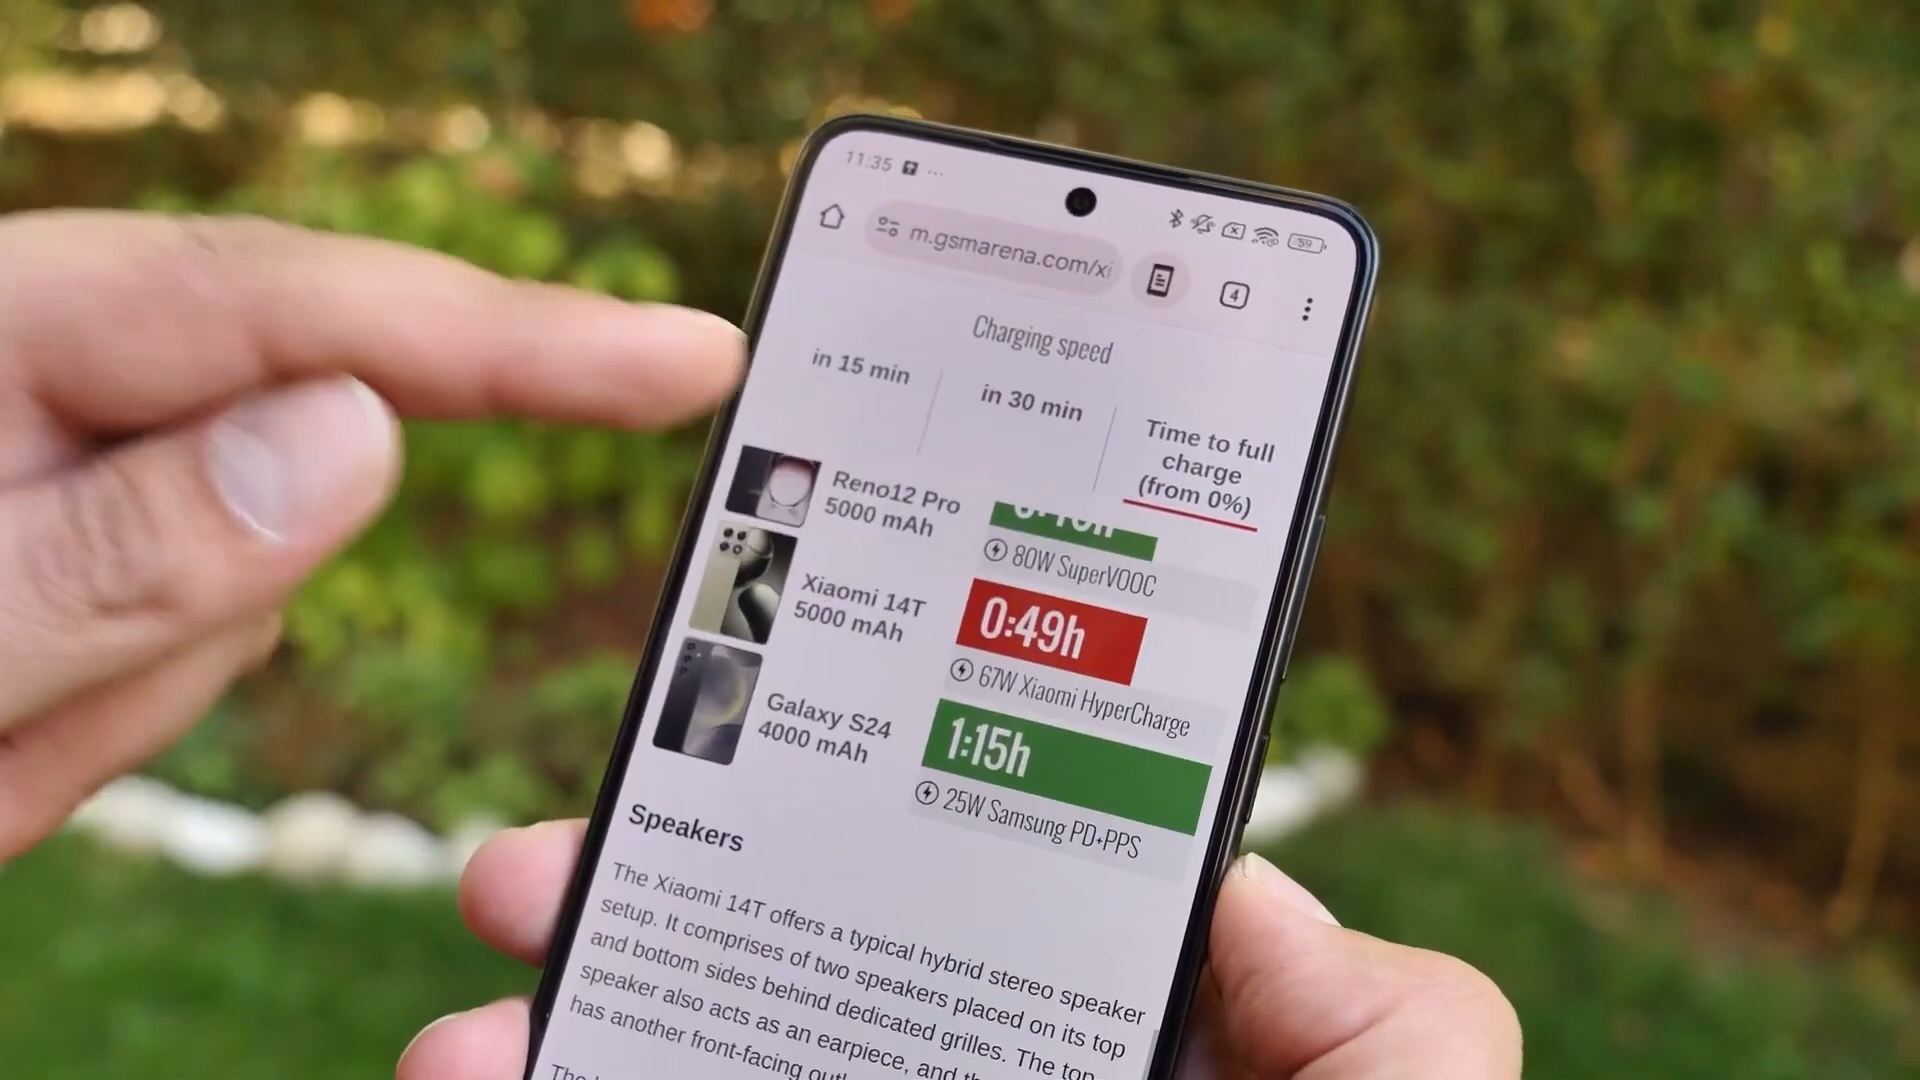 11:35
59
m.gsmarena.com/xi
4
Charging speed
in 15 min
in 30 min
Time to full
charge
(from 0%)
Reno12 Pro
5000 mAh
80W SuperVOOC
Xiaomi 14T
5000 mAh
0:49h
67W Xiaomi HyperCharge
Galaxy S24
4000 mAh
1:15h
25W Samsung PD+PPS
Speakers
The Xiaomi 14T offers a typical hybrid stereo speaker
setup. It comprises of two speakers placed on its top
and bottom sides behind dedicated grilles. The top
speaker also acts as an earpiece, and
has another front-facing